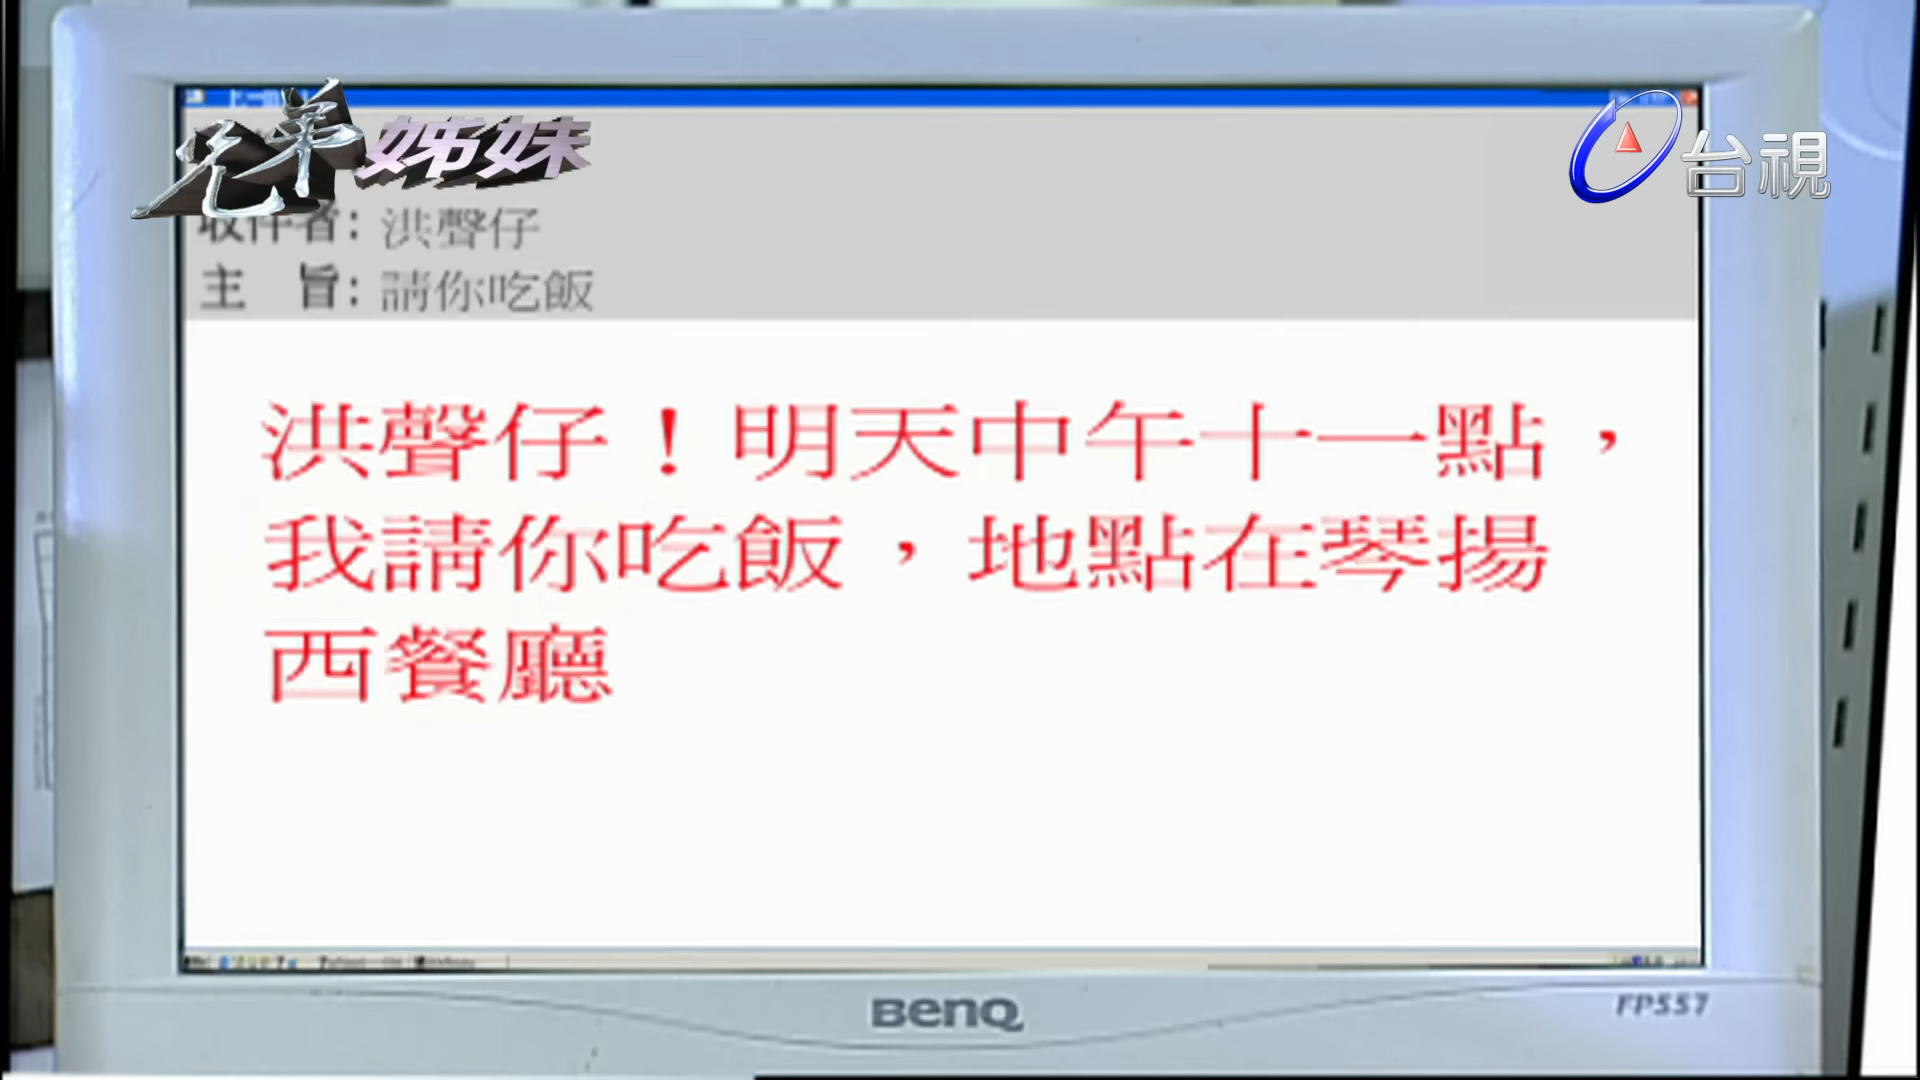 兄弟姊妹
台視
收件者：洪聲仔
主　旨：請你吃飯
洪聲仔！明天中午十一點，
我請你吃飯，地點在琴揚
西餐廳
BenQ
FP557